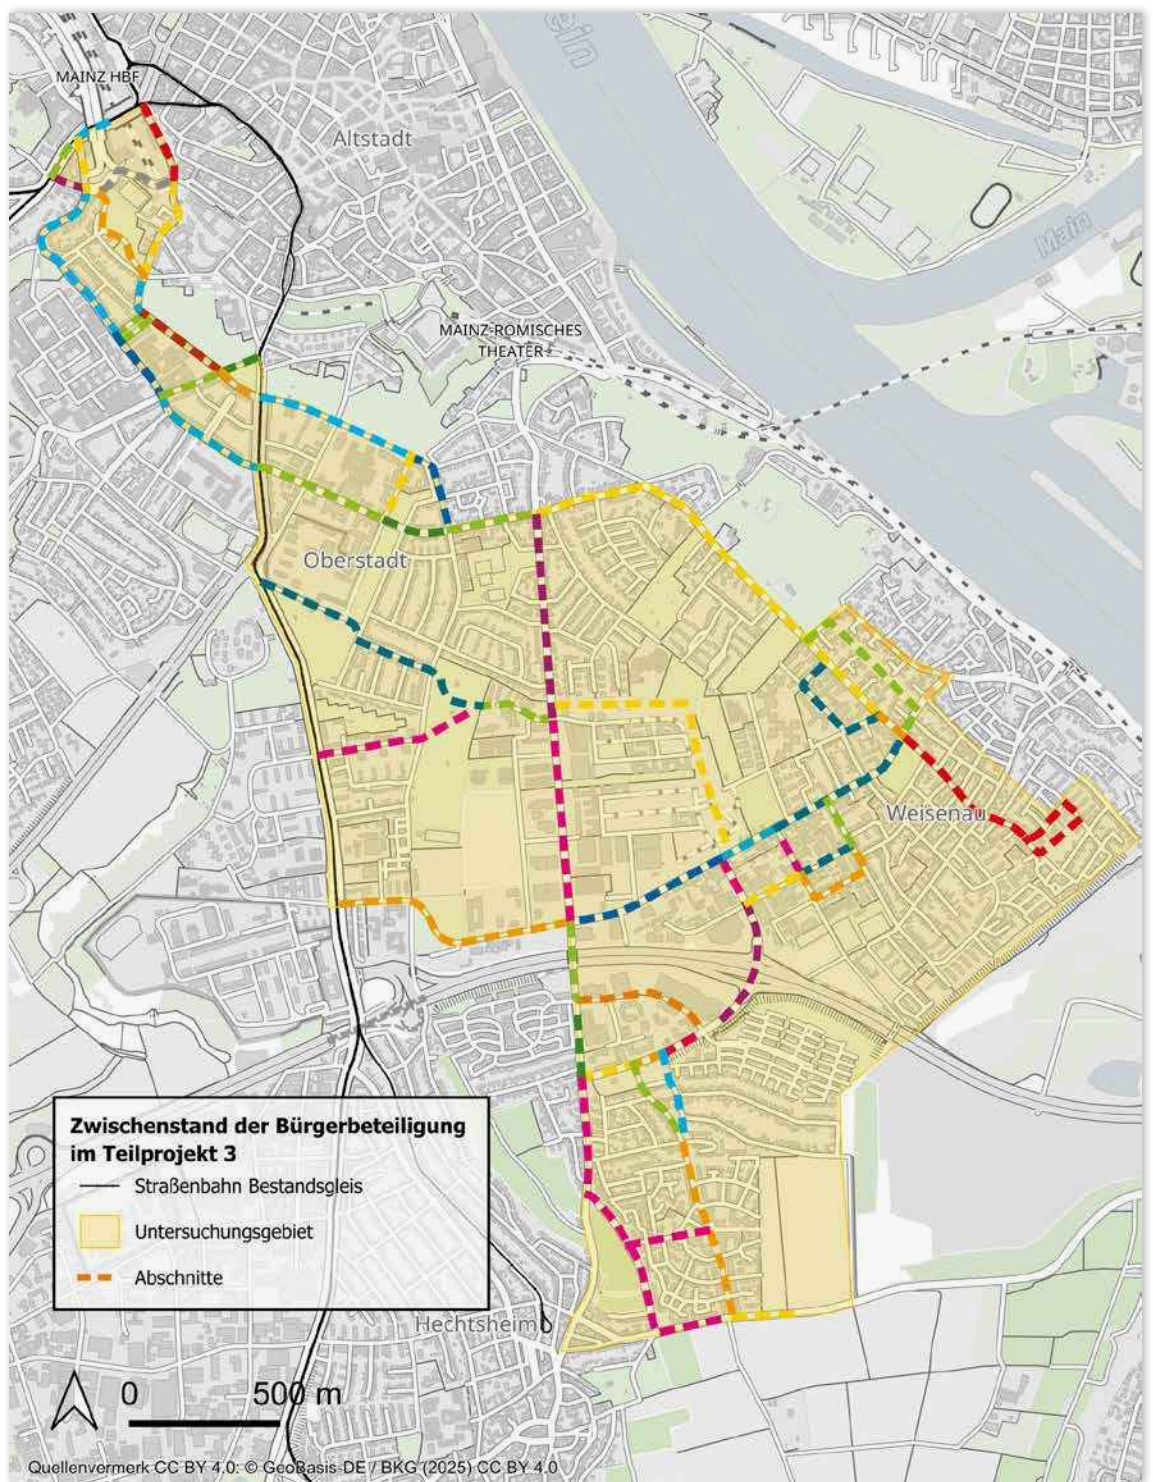 ein
MAINZ HBF
Altstadt
Main
MAINZ-RÖMISCHES
THEATER
Oberstadt
Weisenau
Zwischenstand der Bürgerbeteiligung
im Teilprojekt 3
Straßenbahn Bestandsgleis
Untersuchungsgebiet
Abschnitte
Hechtsheim
0 500 m
Quellenvermerk CC BY 4.0: © GeoBasis-DE / BKG (2025) CC BY 4.0